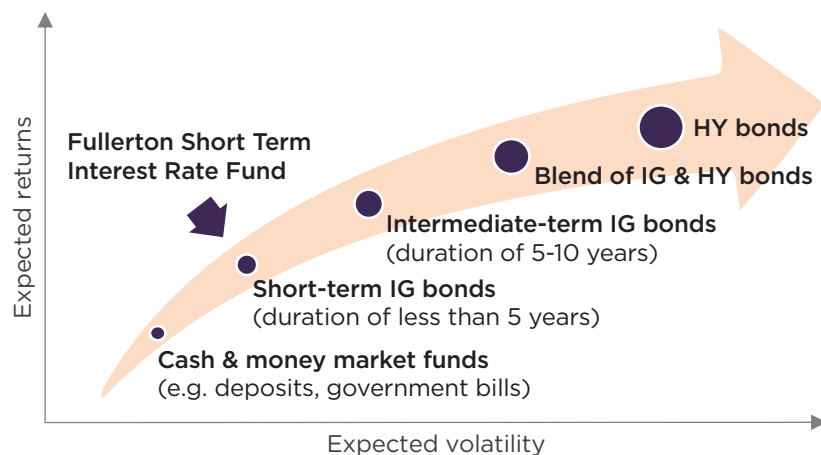 Expected returns
Fullerton Short Term
Interest Rate Fund
HY bonds
Blend of IG & HY bonds
Intermediate-term IG bonds
(duration of 5-10 years)
Short-term IG bonds
(duration of less than 5 years)
Cash & money market funds
(e.g. deposits, government bills)
Expected volatility